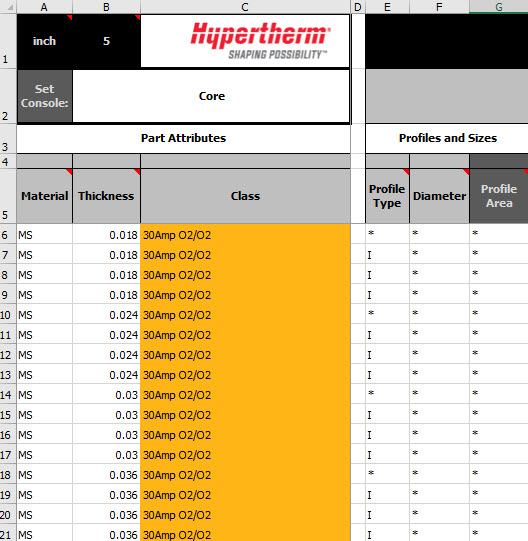 A B C D E F G
1 inch 5 Hypertherm®
SHAPING POSSIBILITY™
2 Set Console: Core
3 Part Attributes Profiles and Sizes
4
5 Material Thickness Class Profile Type Diameter Profile Area
6 MS 0.018 30Amp O2/O2 * * *
7 MS 0.018 30Amp O2/O2 I * *
8 MS 0.018 30Amp O2/O2 I * *
9 MS 0.018 30Amp O2/O2 I * *
10 MS 0.024 30Amp O2/O2 * * *
11 MS 0.024 30Amp O2/O2 I * *
12 MS 0.024 30Amp O2/O2 I * *
13 MS 0.024 30Amp O2/O2 I * *
14 MS 0.03 30Amp O2/O2 * * *
15 MS 0.03 30Amp O2/O2 I * *
16 MS 0.03 30Amp O2/O2 I * *
17 MS 0.03 30Amp O2/O2 I * *
18 MS 0.036 30Amp O2/O2 * * *
19 MS 0.036 30Amp O2/O2 I * *
20 MS 0.036 30Amp O2/O2 I * *
21 MS 0.036 30Amp O2/O2 I * *